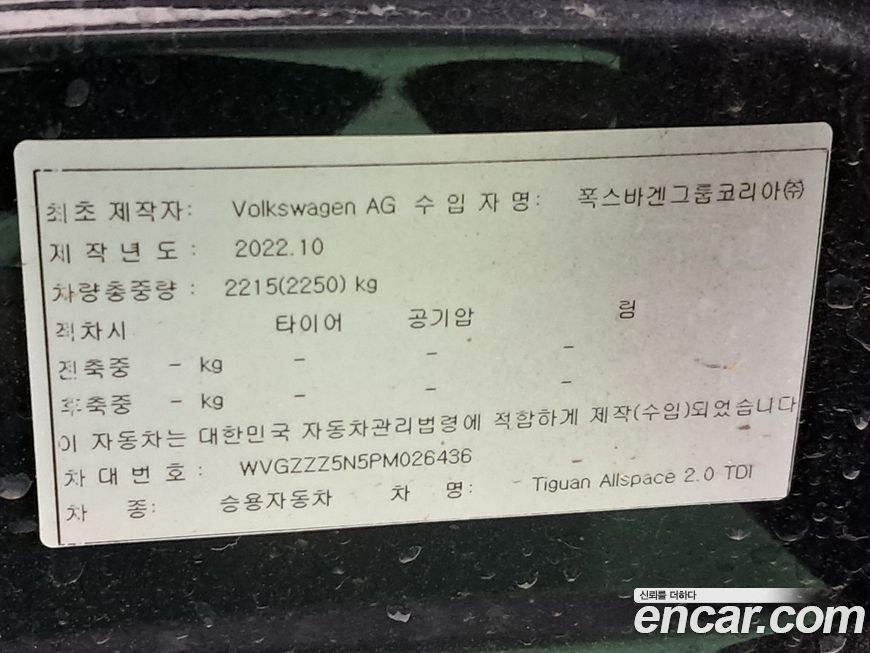 최초 제작자: Volkswagen AG 수 입 자 명: 폭스바겐그룹코리아㈜
제 작 년 도 : 2022.10
차량총중량 : 2215(2250) kg
적차시 타이어 공기압 림
전축중 - kg - - -
후축중 - kg - - -
이 자동차는 대한민국 자동차관리법령에 적합하게 제작(수입)되었습니다
차 대 번 호 : WVGZZZ5N5PM026436
차 종: 승용자동차 차 명: Tiguan Allspace 2.0 TDI
신뢰를 더하다
encar.com